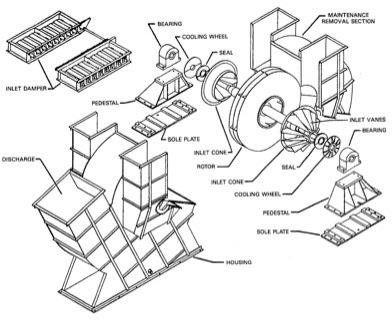 BEARING
COOLING WHEEL
SEAL
MAINTENANCE
REMOVAL SECTION
INLET DAMPER
PEDESTAL
SOLE PLATE
INLET CONE
ROTOR
INLET CONE
INLET VANES
BEARING
SEAL
COOLING WHEEL
PEDESTAL
SOLE PLATE
DISCHARGE
HOUSING